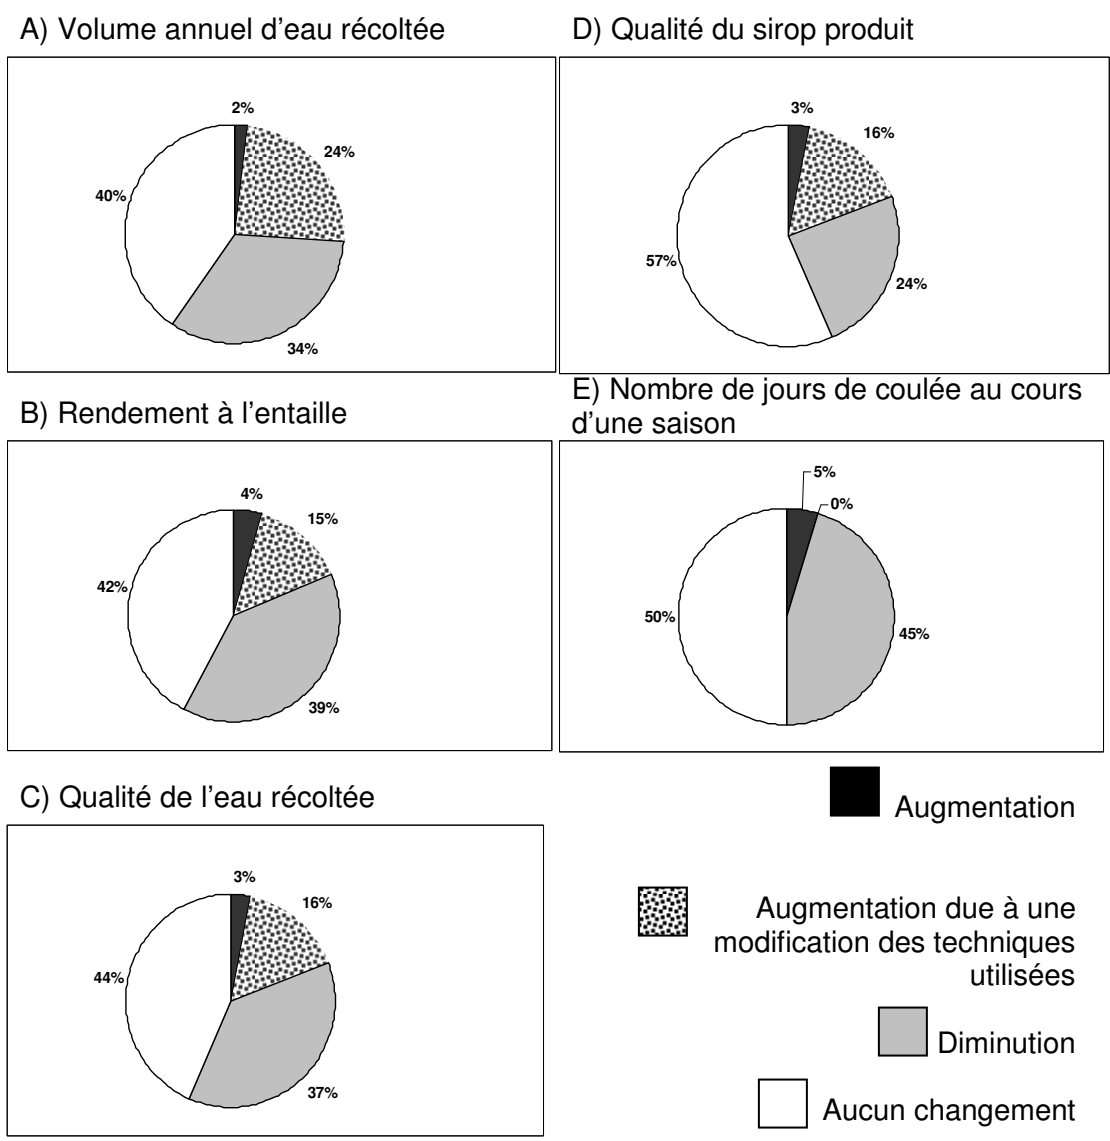 A) Volume annuel d'eau récoltée
2%
24%
40%
34%
B) Rendement à l'entaille
4%
15%
42%
39%
C) Qualité de l'eau récoltée
3%
16%
44%
37%
D) Qualité du sirop produit
3%
16%
57%
24%
E) Nombre de jours de coulée au cours
d'une saison
5%
0%
50%
45%
Augmentation
Augmentation due à une
modification des techniques
utilisées
Diminution
Aucun changement